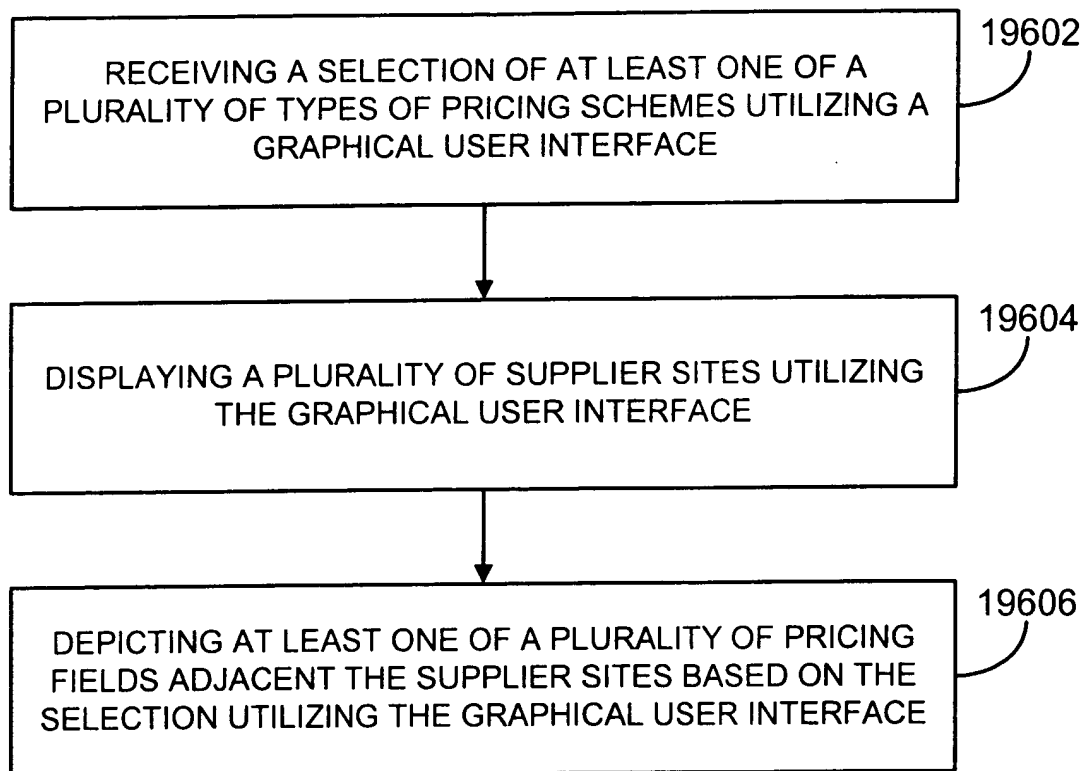 19602
RECEIVING A SELECTION OF AT LEAST ONE OF A
PLURALITY OF TYPES OF PRICING SCHEMES UTILIZING A
GRAPHICAL USER INTERFACE
19604
DISPLAYING A PLURALITY OF SUPPLIER SITES UTILIZING
THE GRAPHICAL USER INTERFACE
19606
DEPICTING AT LEAST ONE OF A PLURALITY OF PRICING
FIELDS ADJACENT THE SUPPLIER SITES BASED ON THE
SELECTION UTILIZING THE GRAPHICAL USER INTERFACE